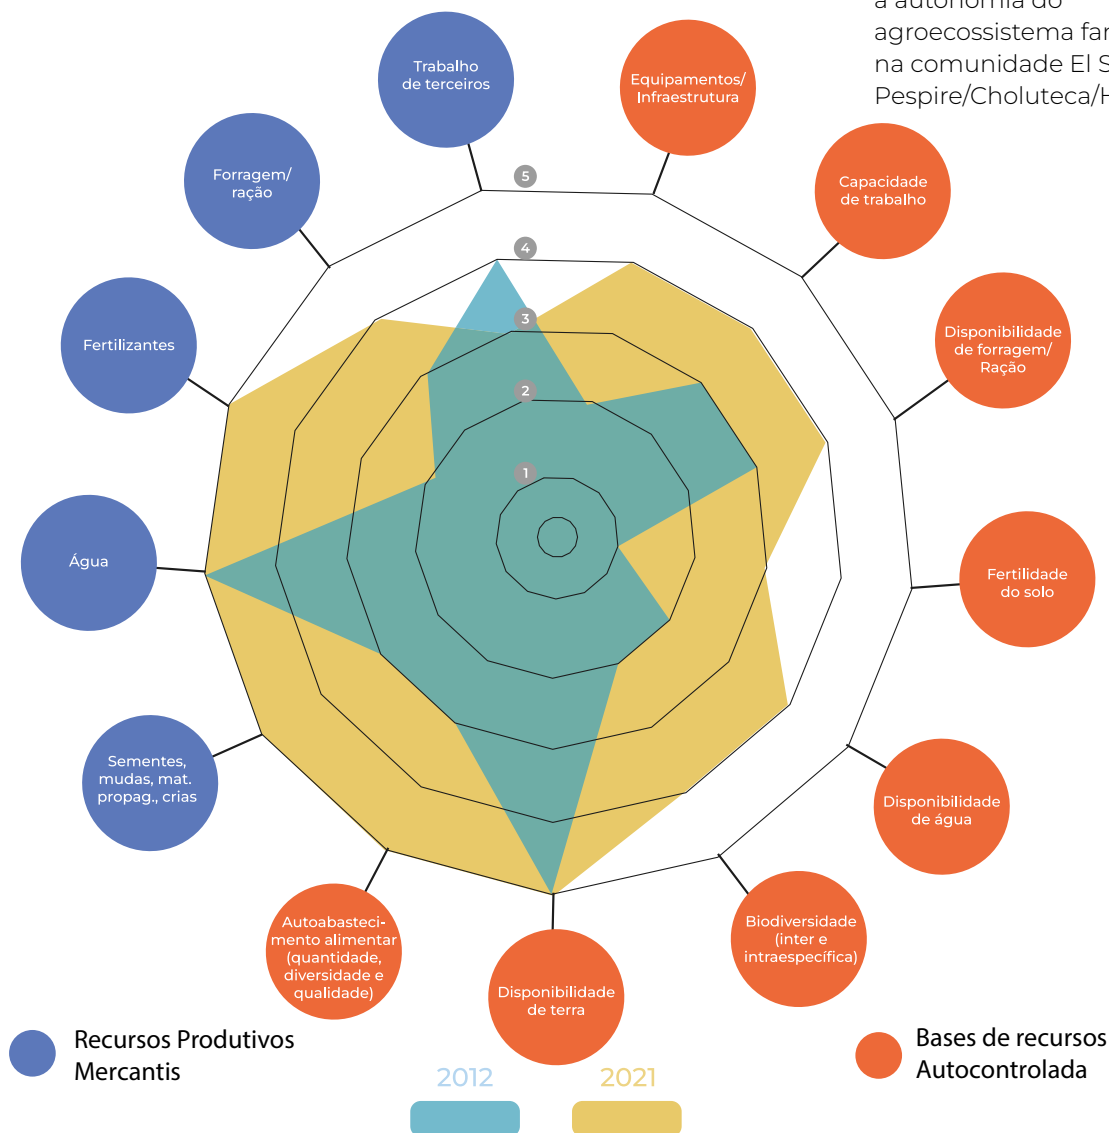 a autonomia do
agroecossistema
na comunidade El
Trabalho
de terceiros
Equipamentos/
Infraestrutura
Forragem/
ração
Capacidade
de trabalho
Fertilizantes
Disponibilidade
de forragem/
Ração
Água
Fertilidade
do solo
Sementes,
mudas, mat.
propag., crias
Disponibilidade
de água
Autoabasteci-
mento alimentar
(quantidade,
diversidade e
qualidade)
Disponibilidade
de terra
Biodiversidade
(inter e
intraespecífica)
5
4
3
2
1
Pespire/Choluteca/
Recursos Produtivos
Mercantis
2012
2021
Bases de recursos
Autocontrolada